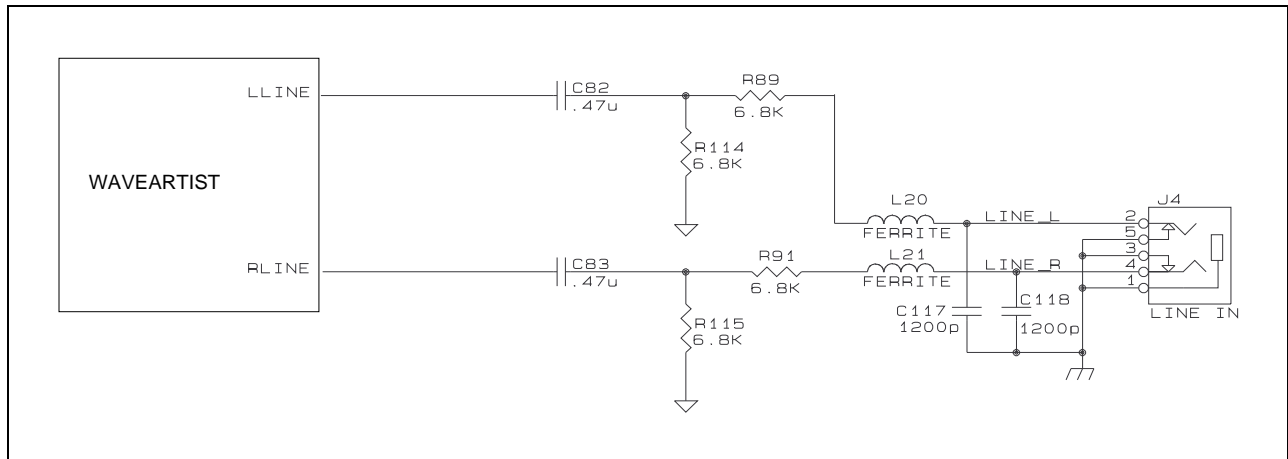 LLINE
C82
.47u
R89
6.8K
R114
6.8K
WAVEARTIST
L20
FERRITE
LINE_L
J4
2
5
3
4
1
RLINE
C83
.47u
R91
6.8K
L21
FERRITE
LINE_R
R115
6.8K
C117
1200p
C118
1200p
LINE IN